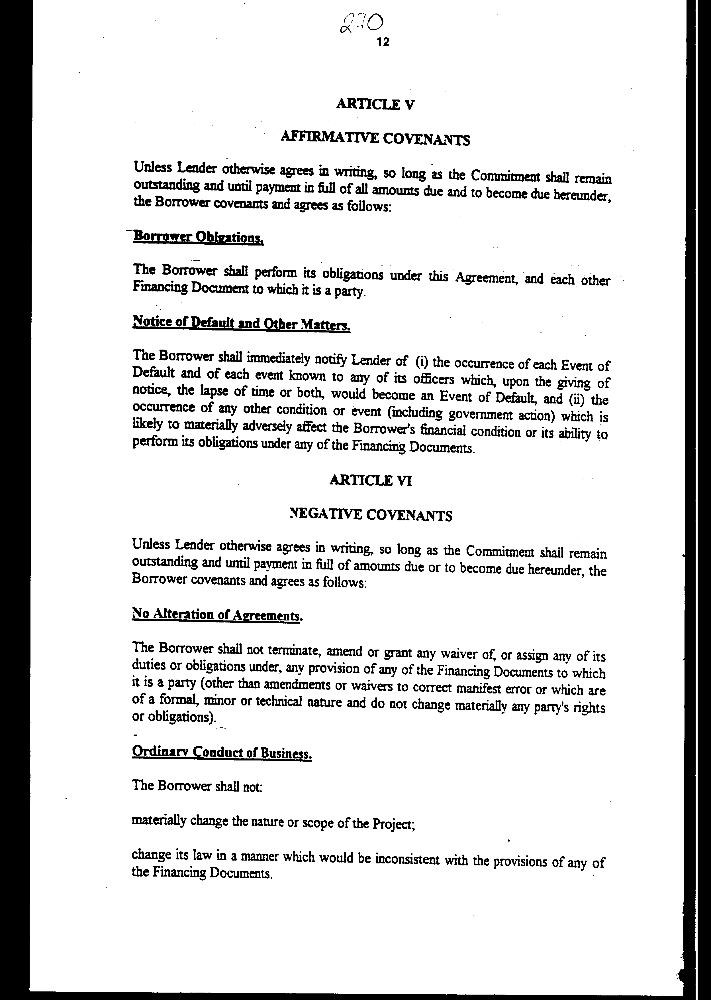 270
12
ARTICLE V
AFFIRMATIVE COVENANTS
Unless Lender otherwise agrees in writing, so long as the Commitment shall remain
outstanding and until payment in full of all amounts due and to become due hereunder,
the Borrower covenants and agrees as follows:
Borrower Oblgations.
The Borrower shall perform its obligations under this Agreement, and each other
Financing Document to which it is a party.
Notice of Default and Other Matters.
The Borrower shall immediately notify Lender of (i) the occurrence of each Event of
Default and of each event known to any of its officers which, upon the giving of
notice, the lapse of time or both, would become an Event of Default, and (ii) the
occurrence of any other condition or event (including government action) which is
likely to materially adversely affect the Borrower's financial condition or its ability to
perform its obligations under any of the Financing Documents.
ARTICLE VI
NEGATIVE COVENANTS
Unless Lender otherwise agrees in writing, so long as the Commitment shall remain
outstanding and until payment in full of amounts due or to become due hereunder, the
Borrower covenants and agrees as follows:
No Alteration of Agreements.
The Borrower shall not terminate, amend or grant any waiver of, or assign any of its
duties or obligations under, any provision of any of the Financing Documents to which
it is a party (other than amendments or waivers to correct manifest error or which are
of a formal, minor or technical nature and do not change materially any party's rights
or obligations).
Ordinary Conduct of Business.
The Borrower shall not:
materially change the nature or scope of the Project;
change its law in a manner which would be inconsistent with the provisions of any of
the Financing Documents.